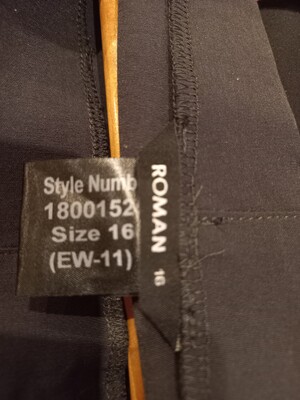 Style Numb
1800152
Size 16
(EW-11)
ROMAN 16